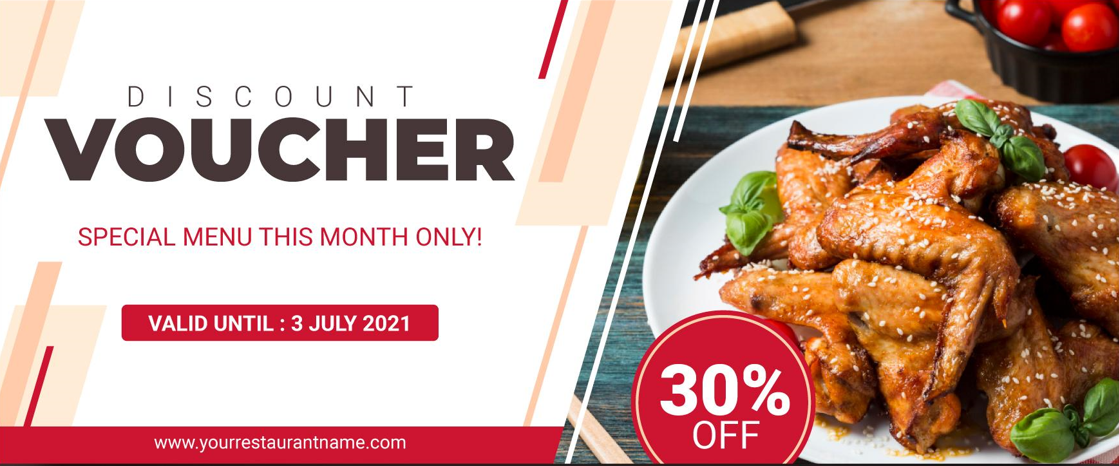 DISCOUNT
VOUCHER
SPECIAL MENU THIS MONTH ONLY!
VALID UNTIL : 3 JULY 2021
www.yourrestaurantname.com
30%
OFF